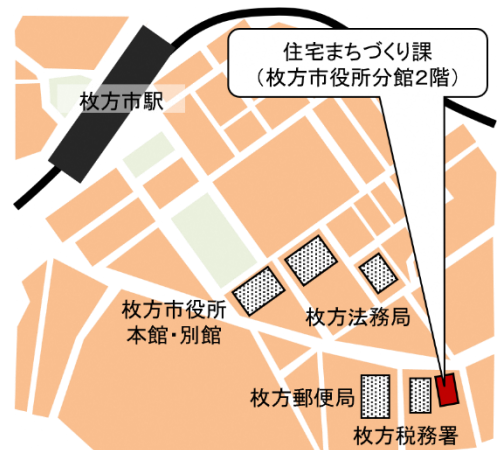 住宅まちづくり課
（枚方市役所分館２階）
枚方市駅
枚方市役所
本館・別館
枚方法務局
枚方郵便局
枚方税務署